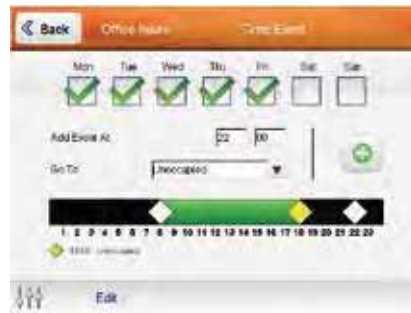 Back Office hours Time Event
Mon Tue Wed Thu Fri Sat Sun
Add Event At 22 00
Go To Unoccupied
1 2 3 4 5 6 7 8 9 10 11 12 13 14 15 16 17 18 19 20 21 22 23
Edit